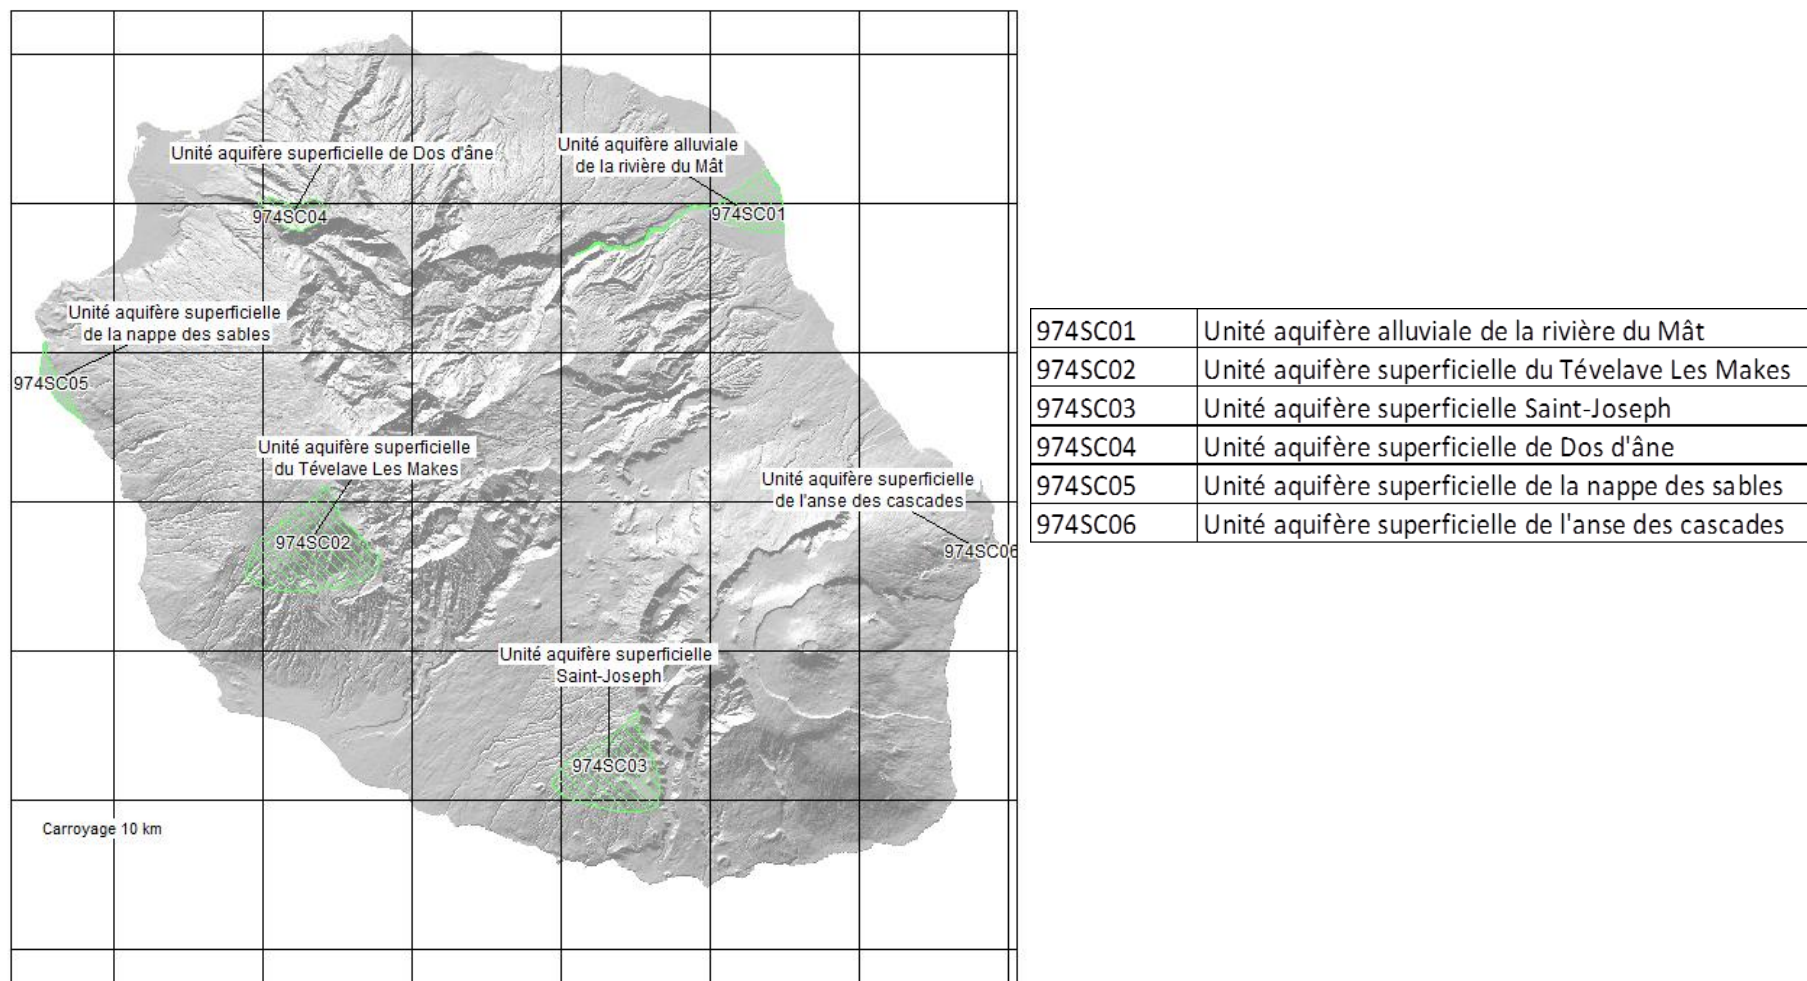 Unité aquifère superficielle de Dos d'âne
974SC04
Unité aquifère alluviale
de la rivière du Mât
974SC01
Unité aquifère superficielle
de la nappe des sables
974SC05
Unité aquifère superficielle
du Tévelave Les Makes
974SC02
Unité aquifère superficielle
de l'anse des cascades
974SC06
Unité aquifère superficielle
Saint-Joseph
974SC03
Carroyage 10 km
974SC01 Unité aquifère alluviale de la rivière du Mât
974SC02 Unité aquifère superficielle du Tévelave Les Makes
974SC03 Unité aquifère superficielle Saint-Joseph
974SC04 Unité aquifère superficielle de Dos d'âne
974SC05 Unité aquifère superficielle de la nappe des sables
974SC06 Unité aquifère superficielle de l'anse des cascades